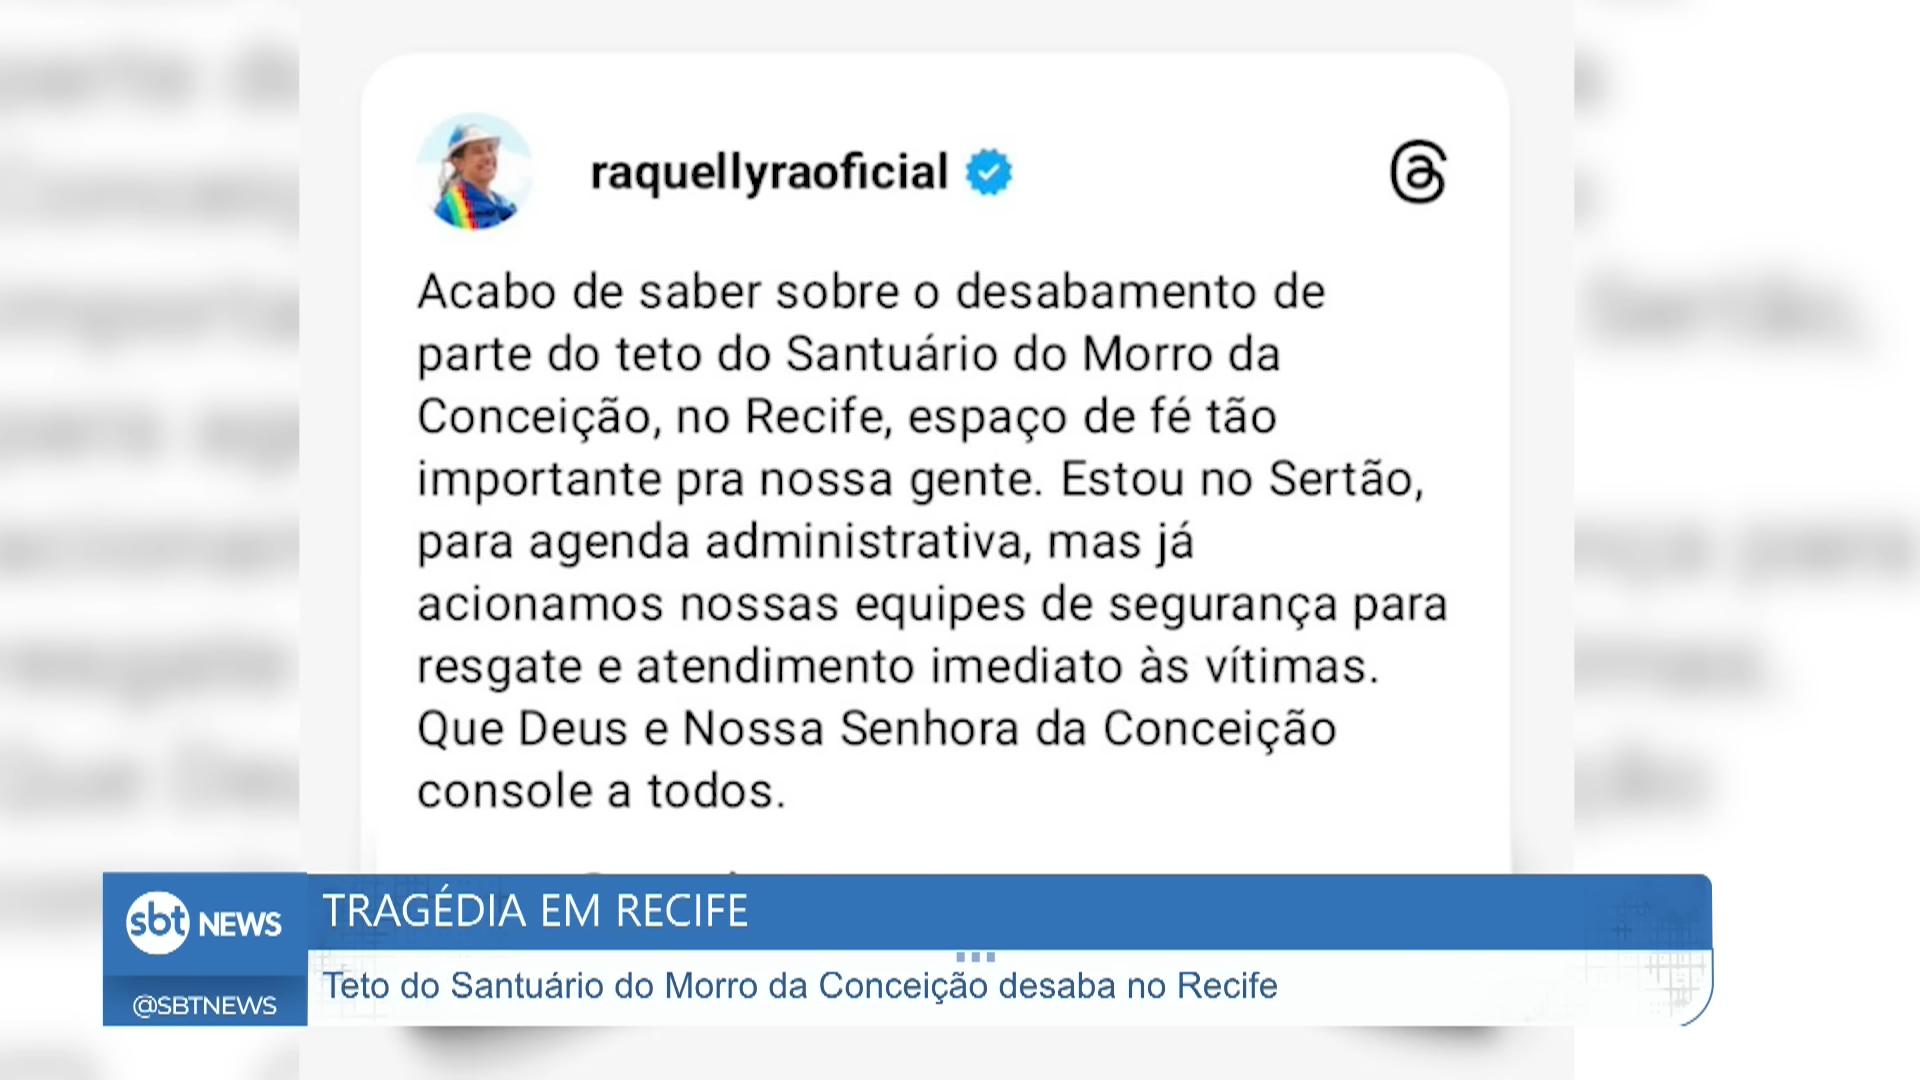 raquellyraoficial
Acabo de saber sobre o desabamento de
parte do teto do Santuário do Morro da
Conceição, no Recife, espaço de fé tão
importante pra nossa gente. Estou no Sertão,
para agenda administrativa, mas já
acionamos nossas equipes de segurança para
resgate e atendimento imediato às vítimas.
Que Deus e Nossa Senhora da Conceição
console a todos.
sbt NEWS
TRAGÉDIA EM RECIFE
Teto do Santuário do Morro da Conceição desaba no Recife
@SBTNEWS